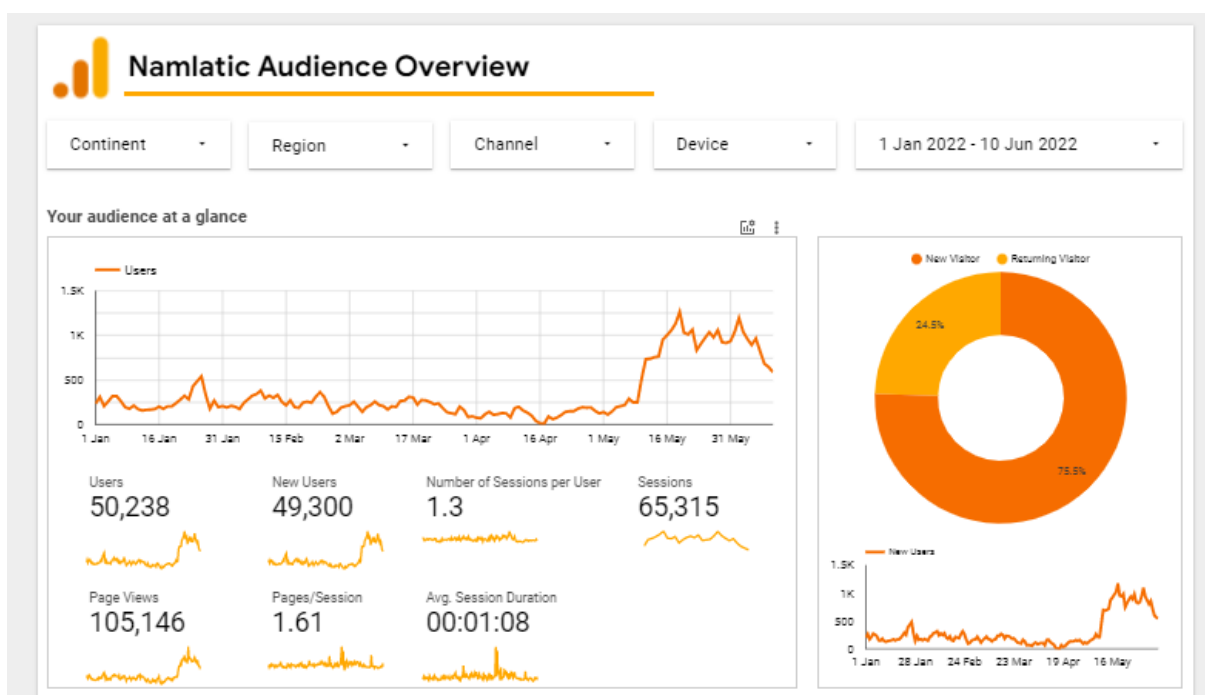 Namlatic Audience Overview
Continent Region Channel Device 1 Jan 2022 - 10 Jun 2022
Your audience at a glance
Users
1.5K
1K
500
0
1 Jan 16 Jan 31 Jan 15 Feb 2 Mar 17 Mar 1 Apr 16 Apr 1 May 16 May 31 May
Users New Users Number of Sessions per User Sessions
50,238 49,300 1.3 65,315
Page Views Pages/Session Avg. Session Duration
105,146 1.61 00:01:08
New Visitor Returning Visitor
24.5%
75.5%
New Users
1.5K
1K
500
0
1 Jan 28 Jan 24 Feb 23 Mar 19 Apr 16 May